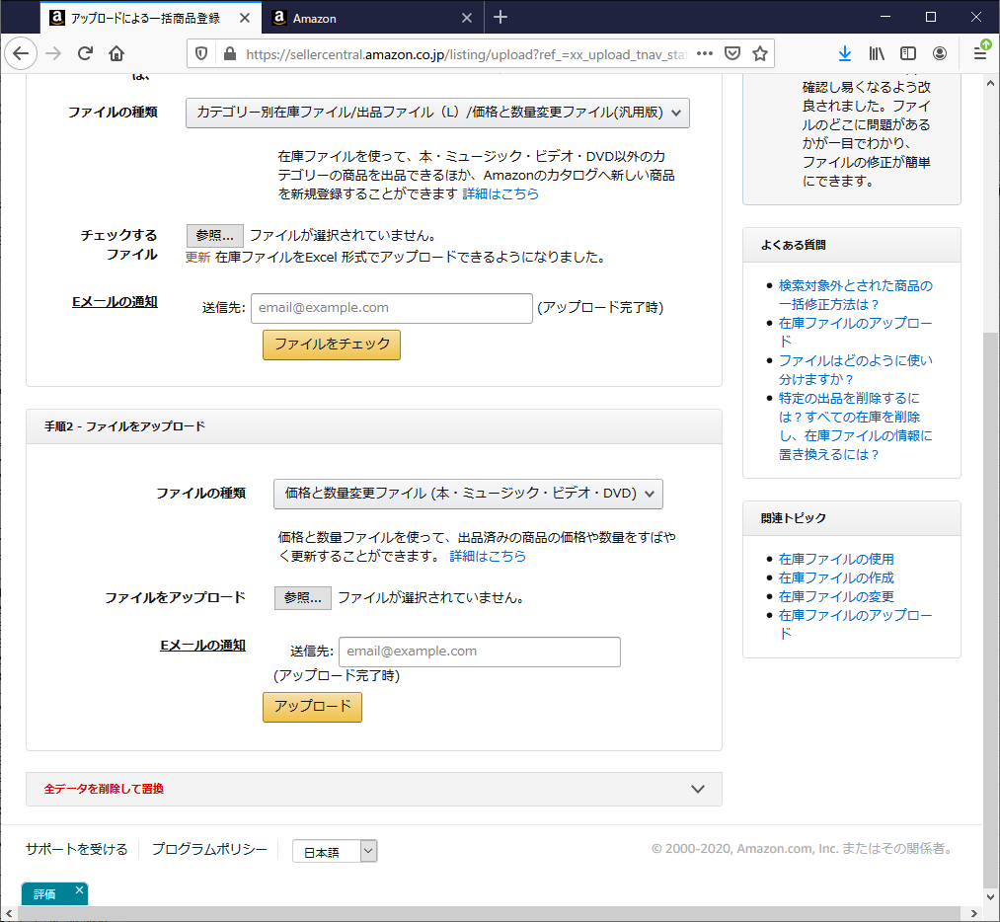 アップロードによる一括商品登録
Amazon
https://sellercentral.amazon.co.jp/listing/upload?ref_=xx_upload_tnav_sta
は、
ファイルの種類
カテゴリー別在庫ファイル/出品ファイル（L）/価格と数量変更ファイル(汎用版)
在庫ファイルを使って、本・ミュージック・ビデオ・DVD以外のカ
テゴリーの商品を出品できるほか、Amazonのカタログへ新しい商品
を新規登録することができます 詳細はこちら
チェックする
ファイル
参照... ファイルが選択されていません。
更新 在庫ファイルをExcel 形式でアップロードできるようになりました。
Eメールの通知
送信先: email@example.com (アップロード完了時)
ファイルをチェック
手順2 - ファイルをアップロード
ファイルの種類
価格と数量変更ファイル (本・ミュージック・ビデオ・DVD)
価格と数量ファイルを使って、出品済みの商品の価格や数量をすばや
く更新することができます。 詳細はこちら
ファイルをアップロード
参照... ファイルが選択されていません。
Eメールの通知
送信先: email@example.com
(アップロード完了時)
アップロード
全データを削除して置換
確認し易くなるよう改
良されました。ファイ
ルのどこに問題がある
かが一目でわかり、
ファイルの修正が簡単
にできます。
よくある質問
検索対象外とされた商品の
一括修正方法は？
在庫ファイルのアップロー
ド
ファイルはどのように使い
分けますか？
特定の出品を削除するに
は？すべての在庫を削除
し、在庫ファイルの情報に
置き換えるには？
関連トピック
在庫ファイルの使用
在庫ファイルの作成
在庫ファイルの変更
在庫ファイルのアップロー
ド
サポートを受ける
プログラムポリシー
日本語
© 2000-2020, Amazon.com, Inc. またはその関係者。
評価